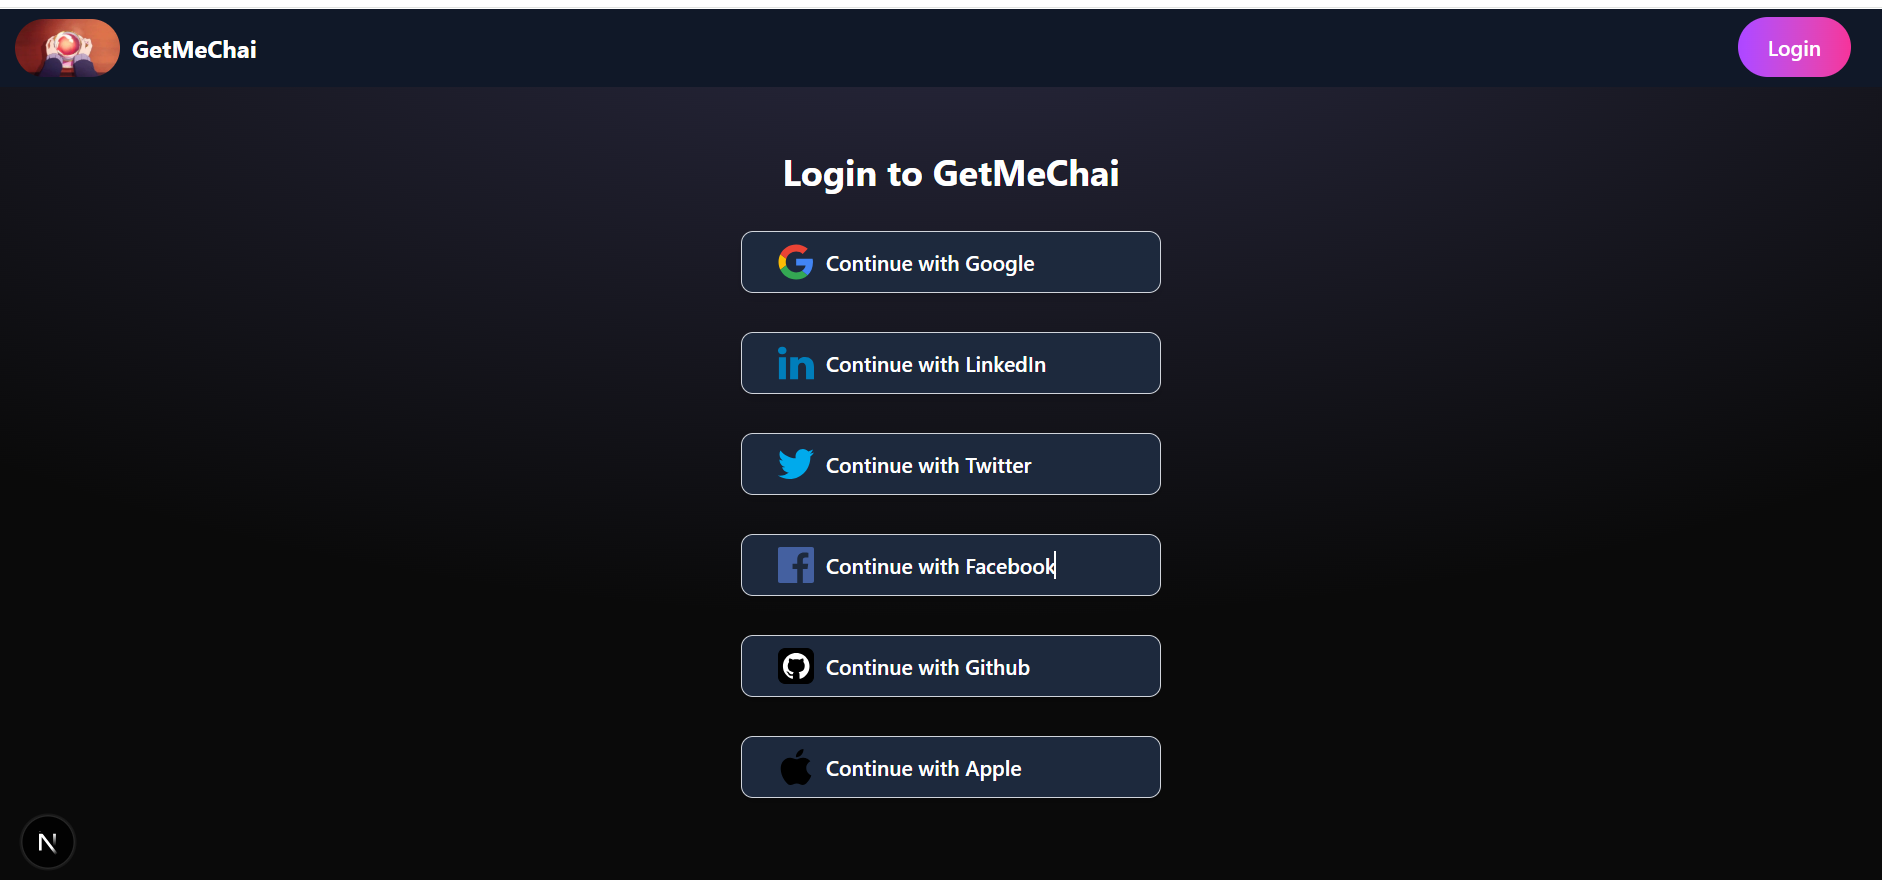 GetMeChai
Login
Login to GetMeChai
Continue with Google
Continue with LinkedIn
Continue with Twitter
Continue with Facebook
Continue with Github
Continue with Apple
N